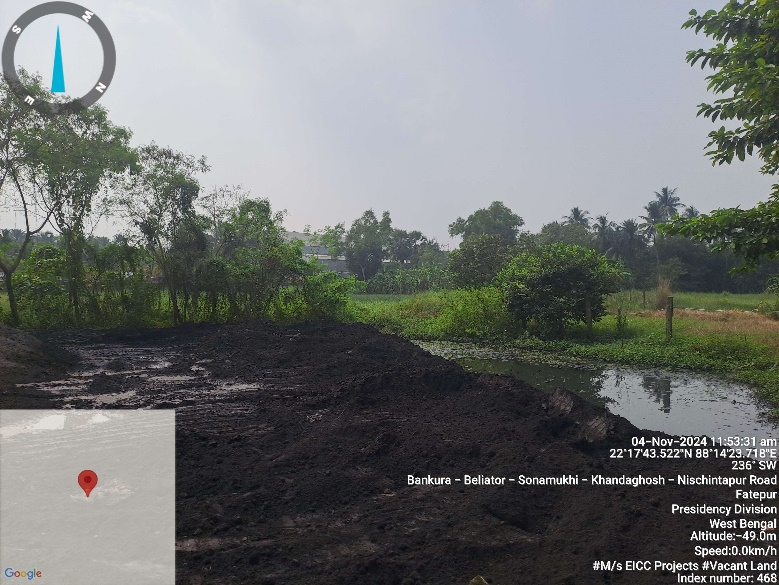 S
N
E
04-Nov-2024 11:53:31 am
22°17'43.522"N 88°14'23.718"E
236° SW
Bankura - Beliator - Sonamukhi - Khandaghosh - Nischintapur Road
Fatepur
Presidency Division
West Bengal
Altitude:-49.0m
Speed:0.0km/h
#M/s EICC Projects #Vacant Land
Index number: 468
Google